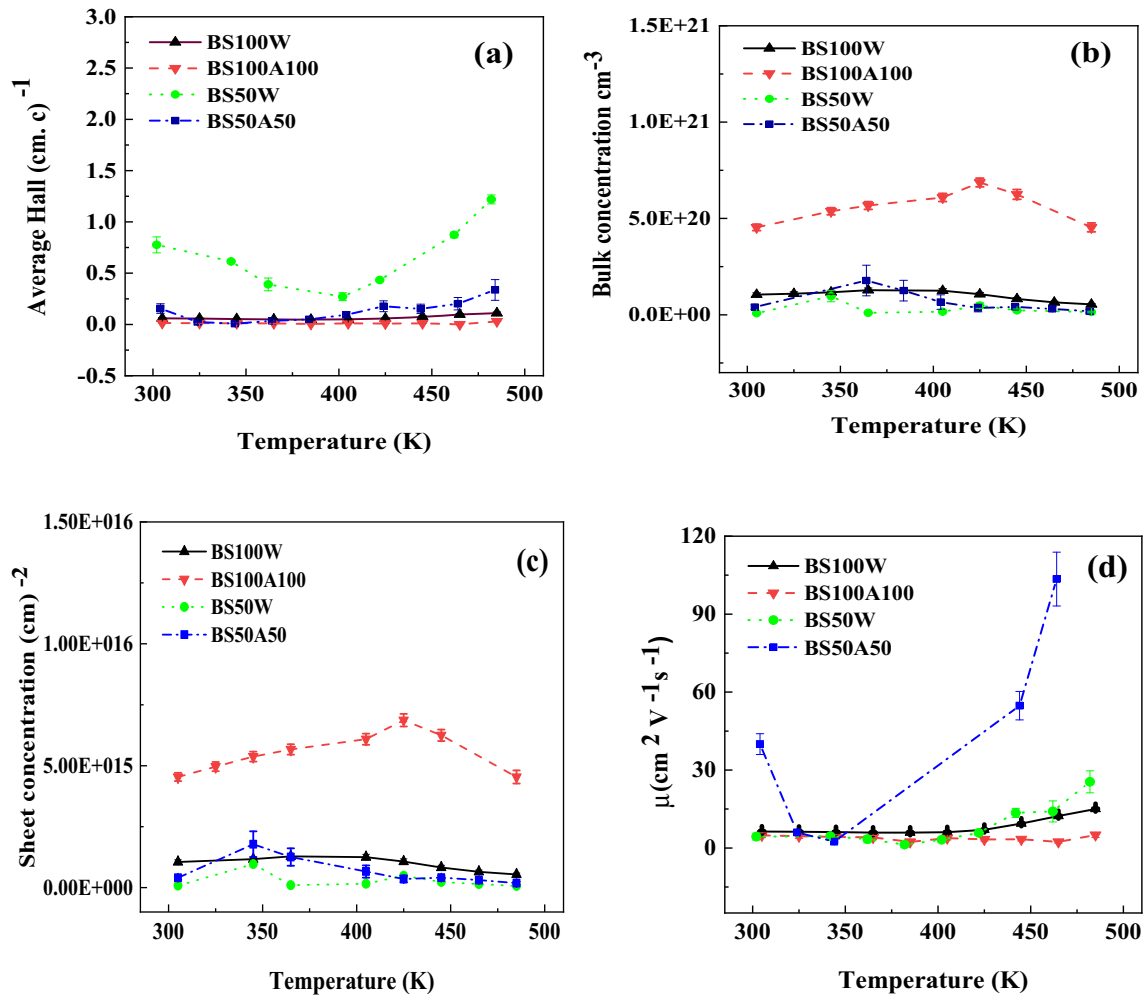 3.0
2.5
2.0
1.5
1.0
0.5
0.0
-0.5
Average Hall (cm. c) -1
BS100W
BS100A100
BS50W
BS50A50
(a)
300 350 400 450 500
Temperature (K)
1.5E+21
1.0E+21
5.0E+20
0.0E+00
Bulk concentration cm-3
BS100W
BS100A100
BS50W
BS50A50
(b)
300 350 400 450 500
Temperature (K)
1.50E+016
1.00E+016
5.00E+015
0.00E+000
Sheet concentration (cm) -2
BS100W
BS100A100
BS50W
BS50A50
(c)
300 350 400 450 500
Temperature (K)
120
90
60
30
0
μ(cm 2 V -1s -1)
BS100W
BS100A100
BS50W
BS50A50
(d)
300 350 400 450 500
Temperature (K)